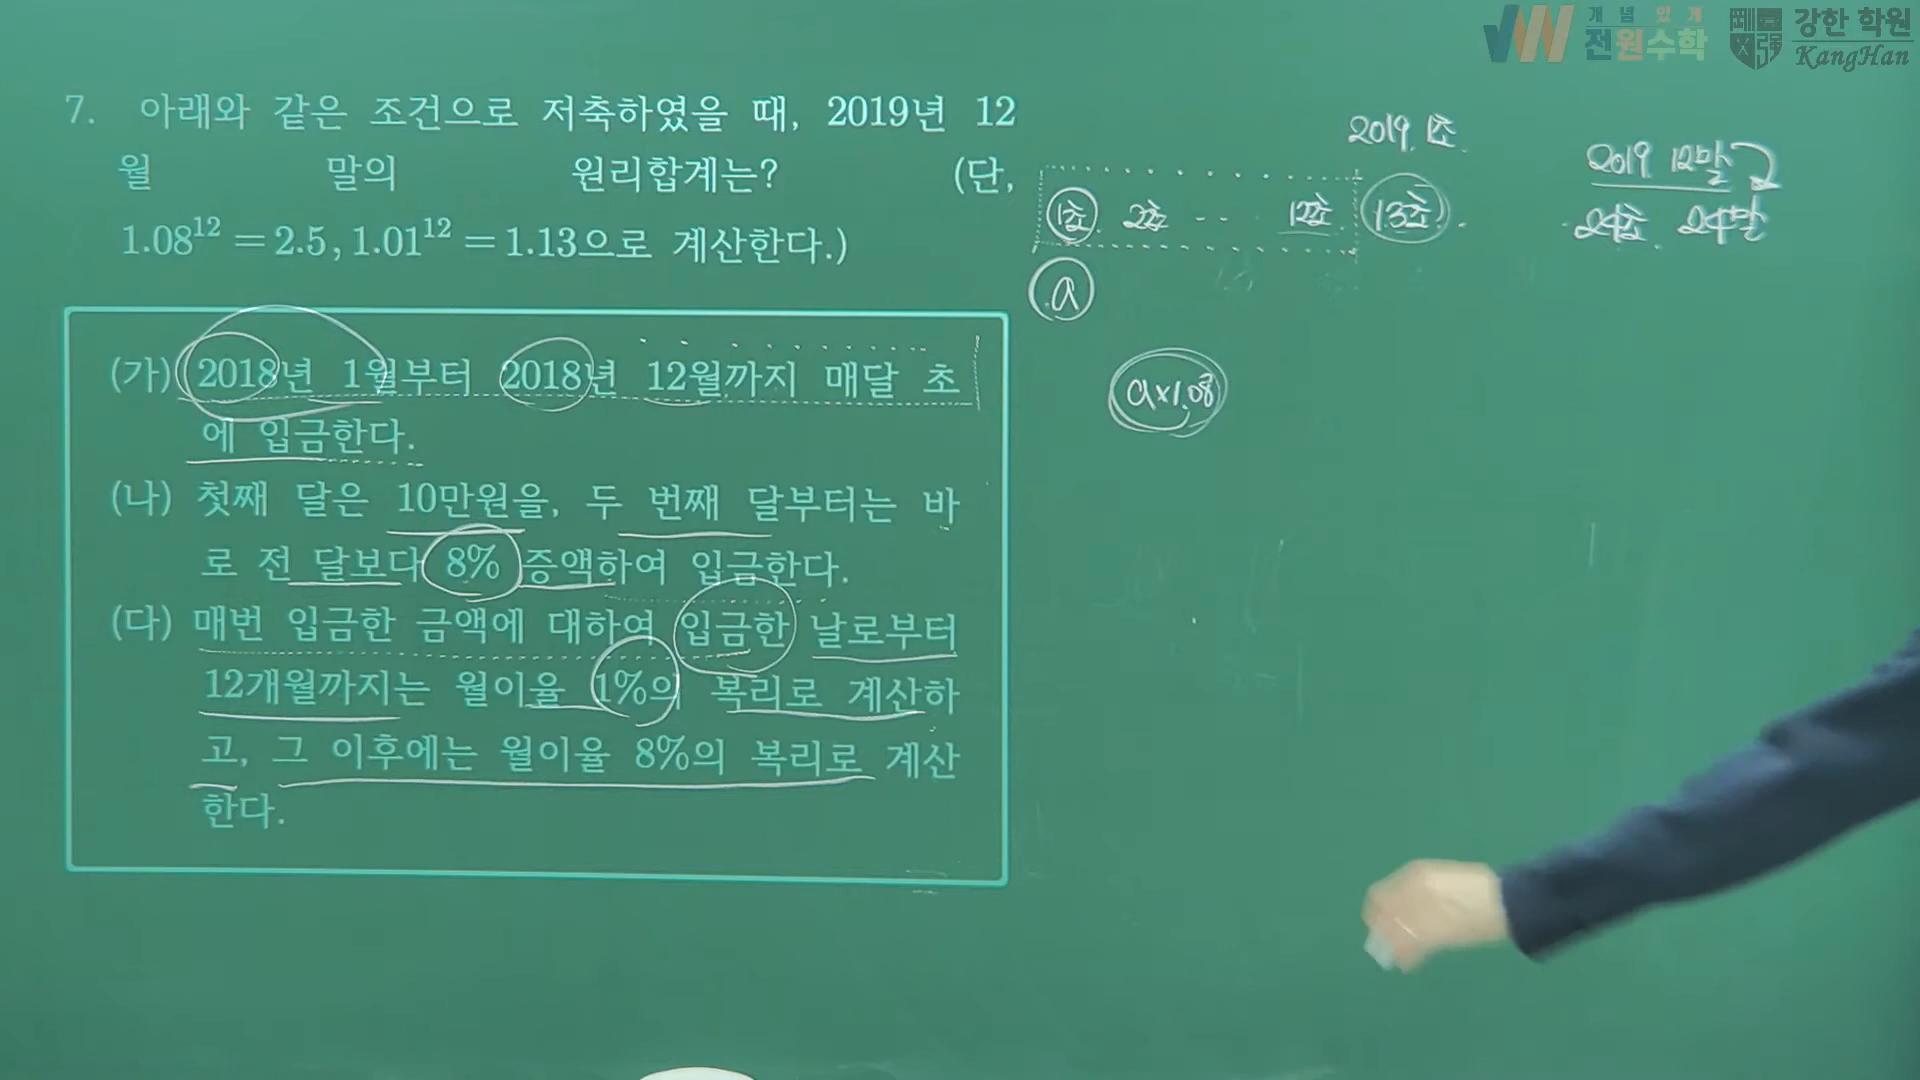 개념있게
전원수학
강한 학원
KangHan
7. 아래와 같은 조건으로 저축하였을 때, 2019년 12
월 말의 원리합계는? (단,
1.08¹² = 2.5, 1.01¹² = 1.13으로 계산한다.)
(가) 2018년 1월부터 2018년 12월까지 매달 초
에 입금한다.
(나) 첫째 달은 10만원을, 두 번째 달부터는 바
로 전 달보다 8% 증액하여 입금한다.
(다) 매번 입금한 금액에 대하여 입금한 날로부터
12개월까지는 월이율 1%의 복리로 계산하
고, 그 이후에는 월이율 8%의 복리로 계산
한다.
2019. 1초.
2019 12말
1초. 2초 -- 12초 13초. 24초. 24말
a
a×1.08